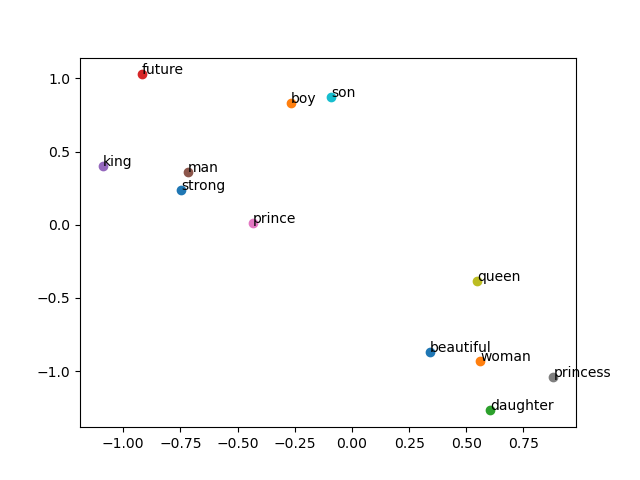 future
son
boy
king
man
strong
prince
queen
beautiful
woman
princess
daughter
1.0
0.5
0.0
−0.5
−1.0
−1.00
−0.75
−0.50
−0.25
0.00
0.25
0.50
0.75